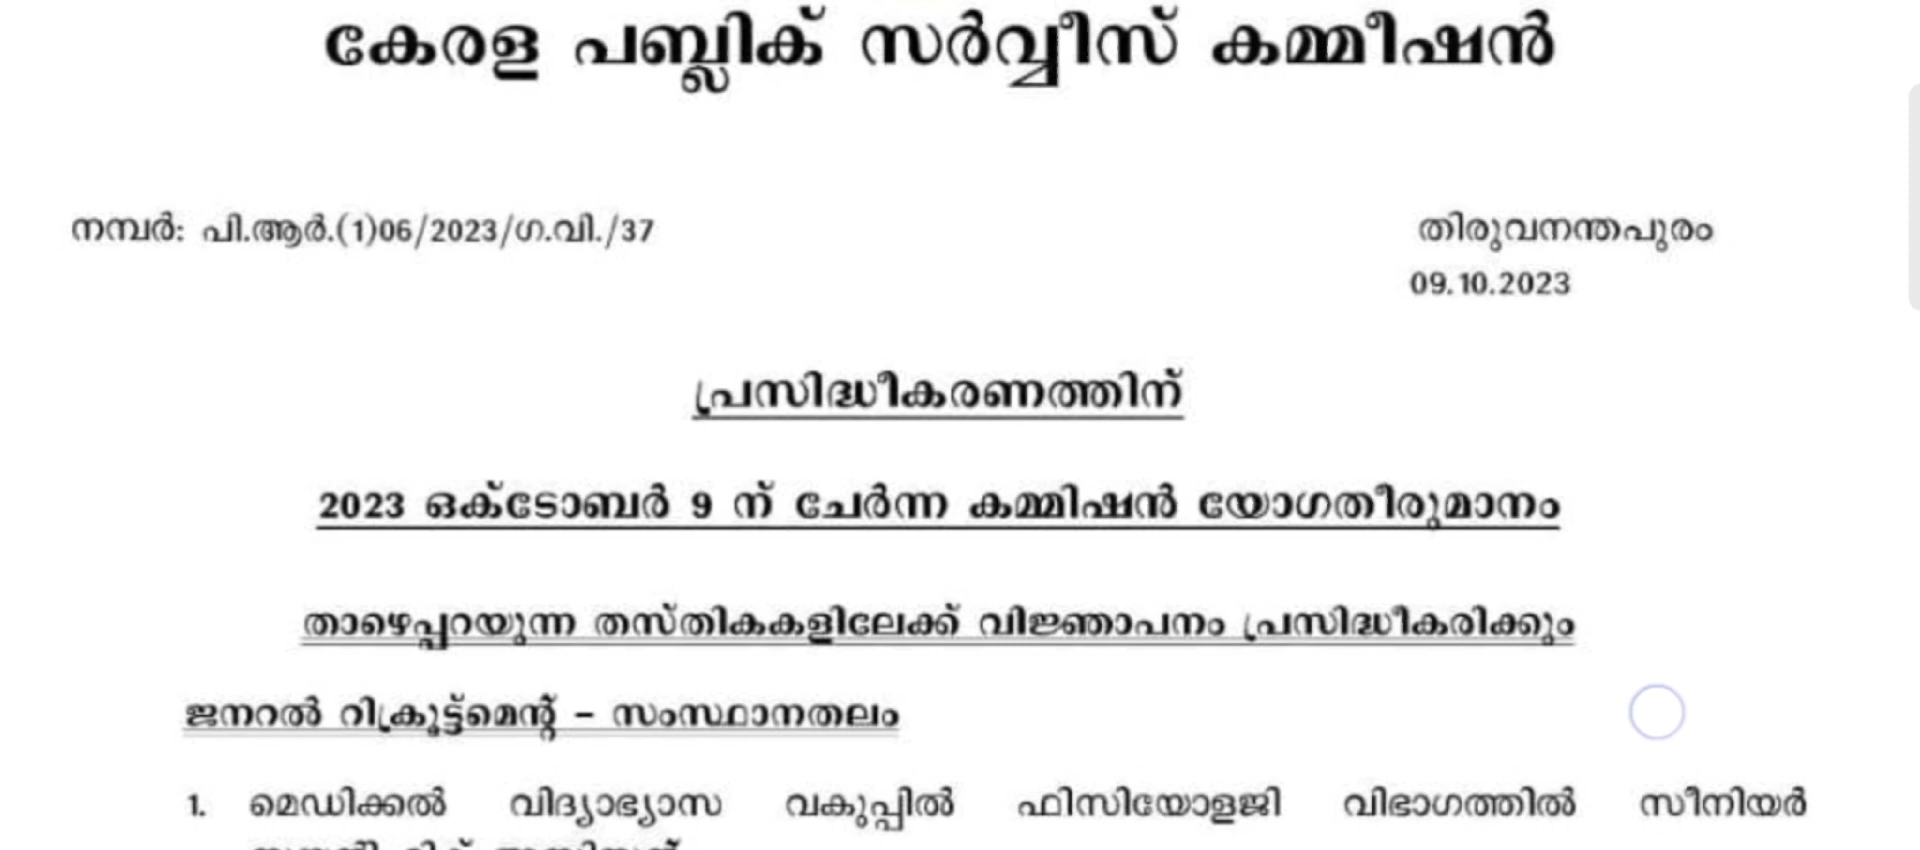 കേരള പബ്ലിക് സർവ്വീസ് കമ്മീഷൻ
നമ്പർ: പി.ആർ.(1)06/2023/ഗ.വി./37
തിരുവനന്തപുരം
09.10.2023
പ്രസിദ്ധീകരണത്തിന്
2023 ഒക്ടോബർ 9 ന് ചേർന്ന കമ്മിഷൻ യോഗതീരുമാനം
താഴെപ്പറയുന്ന തസ്തികകളിലേക്ക് വിജ്ഞാപനം പ്രസിദ്ധീകരിക്കും
ജനറൽ റിക്രൂട്ട്മെന്റ് – സംസ്ഥാനതലം
1. മെഡിക്കൽ വിദ്യാഭ്യാസ വകുപ്പിൽ ഫിസിയോളജി വിഭാഗത്തിൽ സീനിയർ